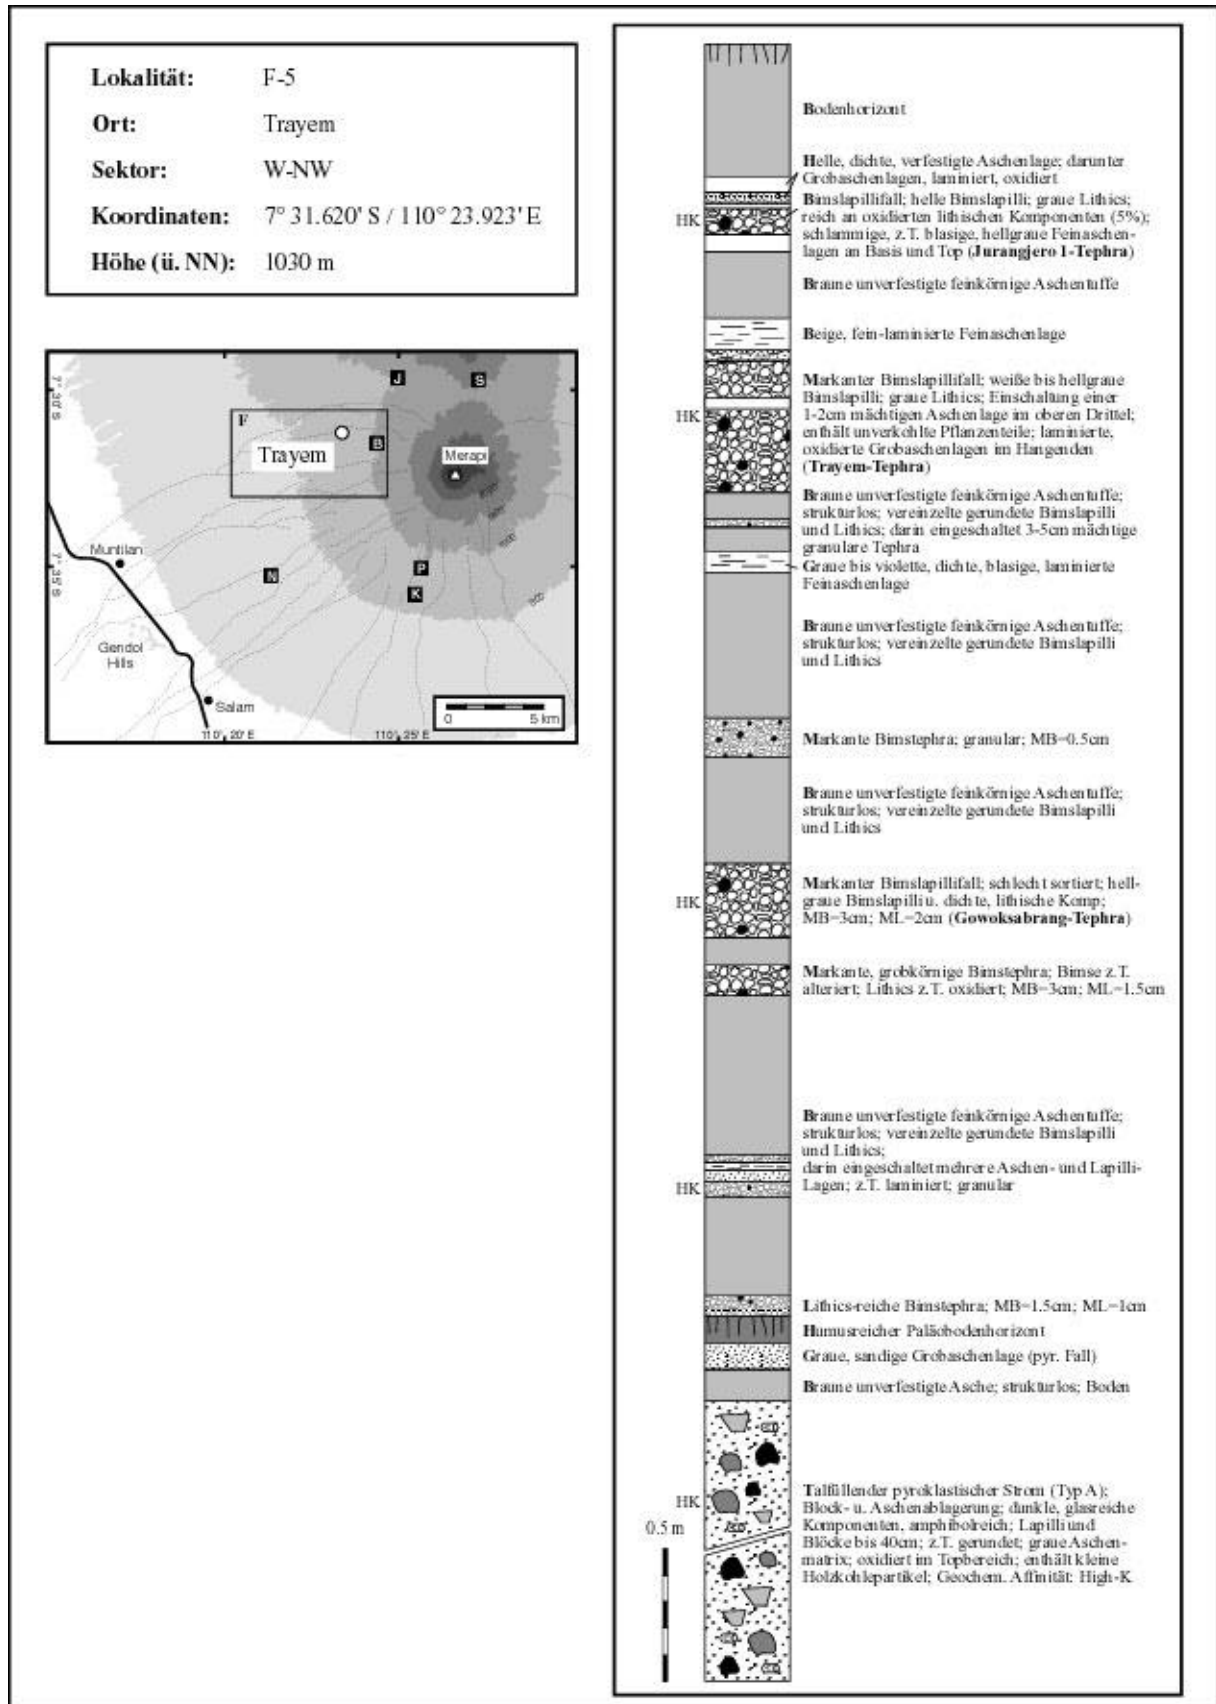 Lokalität: F-5
Ort: Trayem
Sektor: W-NW
Koordinaten: 7° 31.620' S / 110° 23.923' E
Höhe (ü. NN): 1030 m
J
S
7° 30' S
F
B
Trayem
Merapi
Muntilan
7° 35' S
N
P
K
Gendol
Hills
Salam
0 5 km
110° 20' E
110° 25' E
Bodenhorizont
Helle, dichte, verfestigte Aschenlage; darunter
Grobaschenlagen, laminiert, oxidiert
Bimslapillifall; helle Bimslapilli; graue Lithics;
HK
reich an oxidierten lithischen Komponenten (5%);
schlammige, z.T. blasige, hellgraue Feinaschen-
lagen an Basis und Top (Jurangjero 1-Tephra)
Braune unverfestigte feinkörnige Aschentuffe
Beige, fein-laminierte Feinaschenlage
Markanter Bimslapillifall; weiße bis hellgraue
Bimslapilli; graue Lithics; Einschaltung einer
HK
1-2cm mächtigen Aschenlage im oberen Drittel;
enthält unverkohlte Pflanzenteile; laminierte,
oxidierte Grobaschenlagen im Hangenden
(Trayem-Tephra)
Braune unverfestigte feinkörnige Aschentuffe;
strukturlos; vereinzelte gerundete Bimslapilli
und Lithics; darin eingeschaltet 3-5cm mächtige
granulare Tephra
Graue bis violette, dichte, blasige, laminierte
Feinaschenlage
Braune unverfestigte feinkörnige Aschentuffe;
strukturlos; vereinzelte gerundete Bimslapilli
und Lithics
Markante Bimstephra; granular; MB=0.5cm
Braune unverfestigte feinkörnige Aschentuffe;
strukturlos; vereinzelte gerundete Bimslapilli
und Lithics
Markanter Bimslapillifall; schlecht sortiert; hell-
HK
graue Bimslapilli u. dichte, lithische Komp;
MB=3cm; ML=2cm (Gowoksabrang-Tephra)
Markante, grobkörnige Bimstephra; Bimse z.T.
alteriert; Lithics z.T. oxidiert; MB=3cm; ML=1.5cm
Braune unverfestigte feinkörnige Aschentuffe;
strukturlos; vereinzelte gerundete Bimslapilli
und Lithics;
darin eingeschaltet mehrere Aschen- und Lapilli-
HK
Lagen; z.T. laminiert; granular
Lithics-reiche Bimstephra; MB=1.5cm; ML=1cm
Humusreicher Paläobodenhorizont
Graue, sandige Grobaschenlage (pyr. Fall)
Braune unverfestigte Asche; strukturlos; Boden
Talfüllender pyroklastischer Strom (Typ A);
HK
Block- u. Aschenablagerung; dunkle, glasreiche
Komponenten, amphibolreich; Lapilli und
0.5 m
Blöcke bis 40cm; z.T. gerundet; graue Aschen-
matrix; oxidiert im Topbereich; enthält kleine
Holzkohlepartikel; Geochem. Affinität: High-K